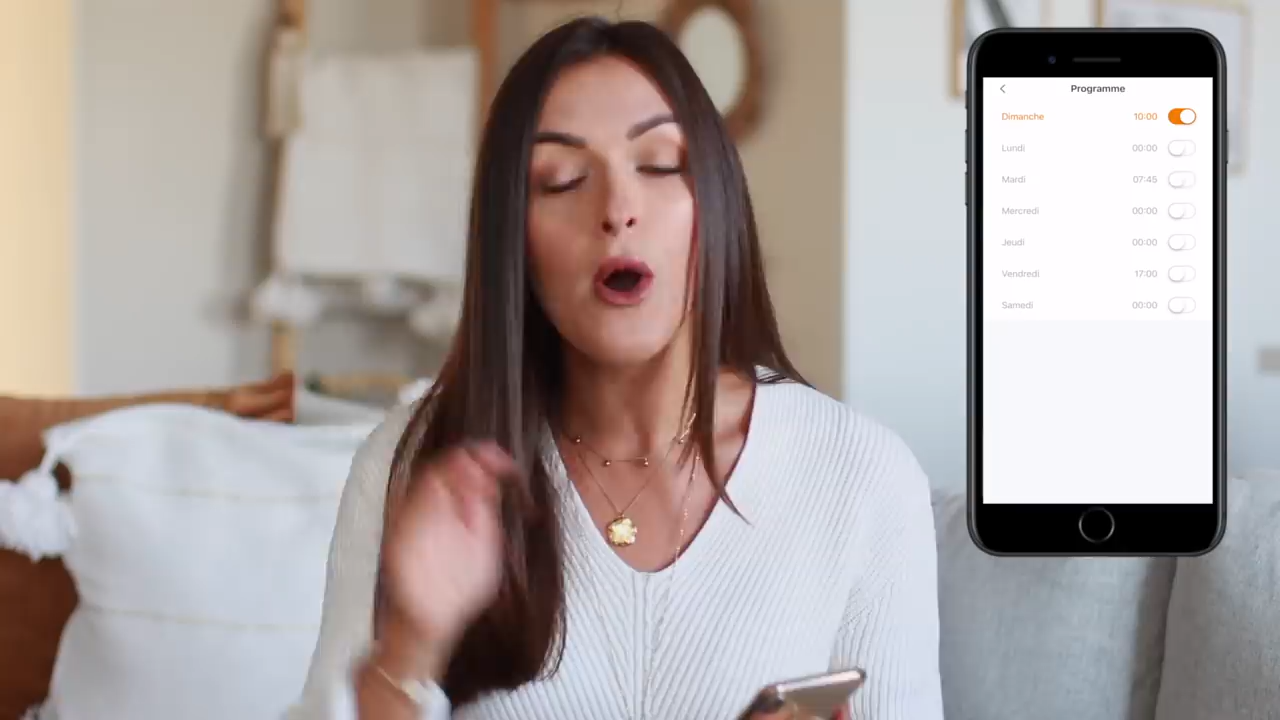 Programme
Dimanche 10:00
Lundi 00:00
Mardi 07:45
Mercredi 00:00
Jeudi 00:00
Vendredi 17:00
Samedi 00:00